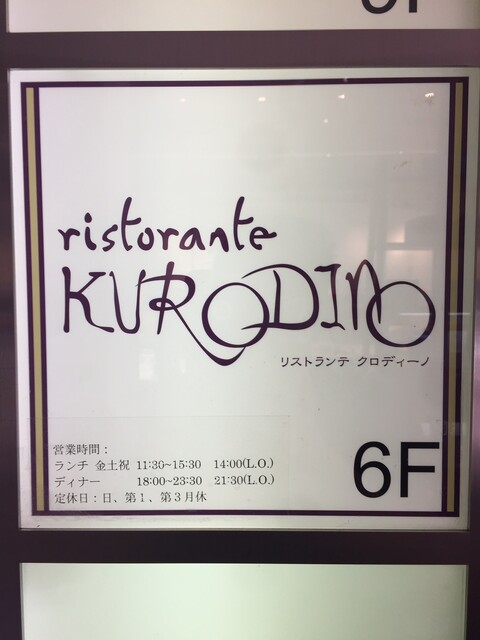 ristorante
KURODINO
リストランテ クロディーノ
営業時間：
ランチ 金土祝 11:30~15:30 14:00(L.O.)
ディナー 18:00~23:30 21:30(L.O.)
定休日：日、第１、第３月休
6F